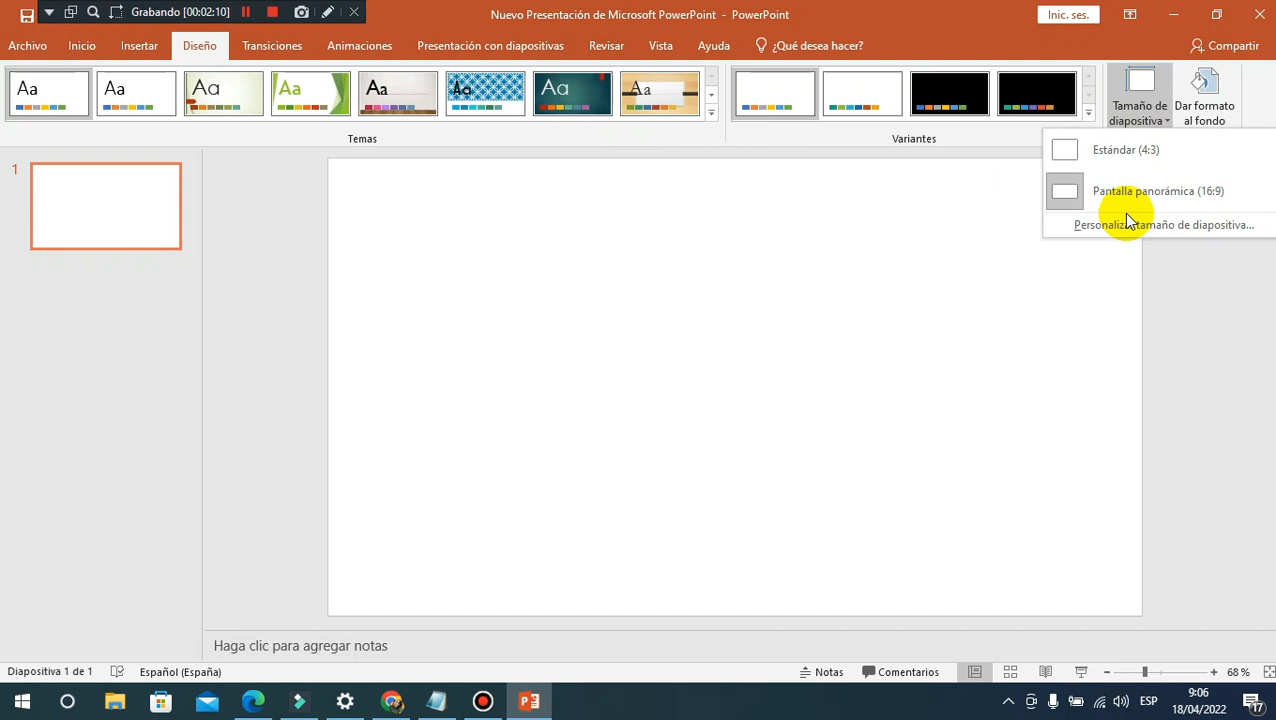 Grabando (00:02:10)
Nuevo Presentación de Microsoft PowerPoint - PowerPoint
Inic. ses.
Archivo Inicio Insertar Diseño Transiciones Animaciones Presentación con diapositivas Revisar Vista Ayuda ¿Qué desea hacer? Compartir
Aa Aa Aa Aa Aa Aa Aa Aa
Tamaño de diapositiva
Dar formato al fondo
Temas Variantes
Estándar (4:3)
Pantalla panorámica (16:9)
Personalizar tamaño de diapositiva...
1
Haga clic para agregar notas
Diapositiva 1 de 1 Español (España) Notas Comentarios 68 %
ESP
9:06
18/04/2022
17